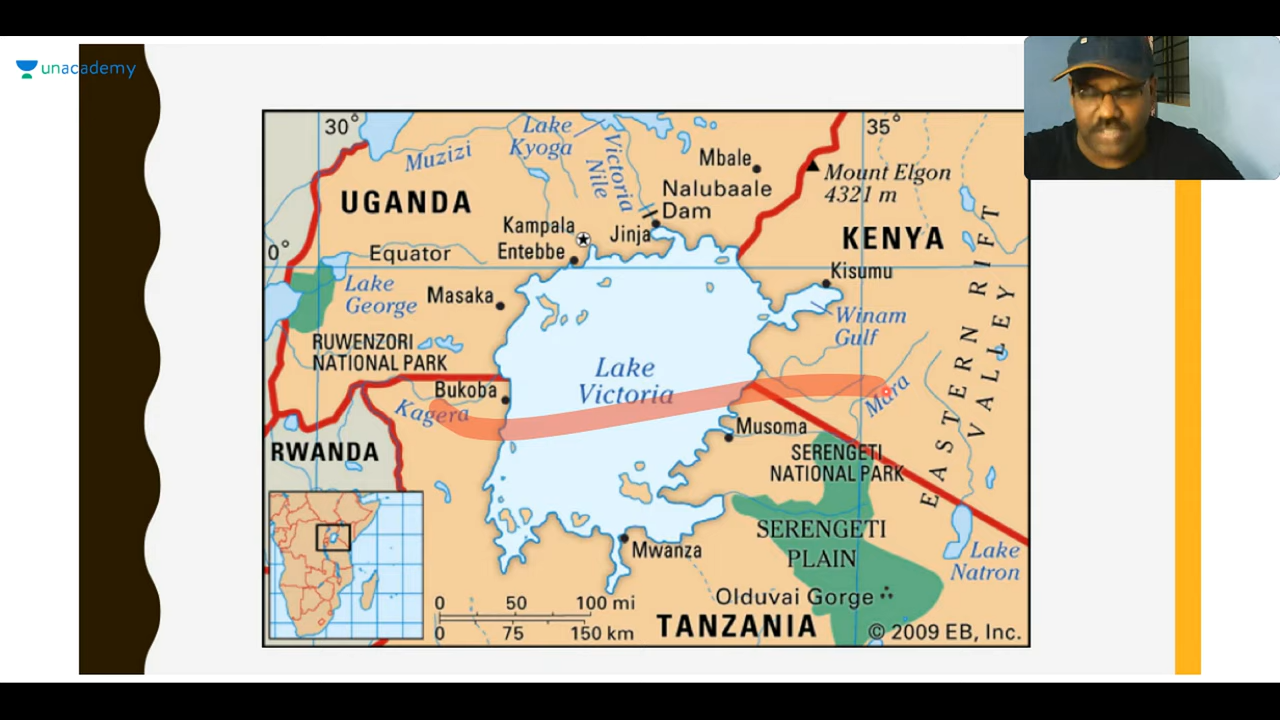 unacademy
30°
35°
Lake
Kyoga
Muzizi
Victoria
Nile
Mbale
Mount Elgon
4321 m
Nalubaale
Dam
UGANDA
Kampala
Jinja
KENYA
Entebbe
0°
Equator
Kisumu
Lake
George
Masaka
Winam
Gulf
EASTERN RIFT
VALLEY
RUWENZORI
NATIONAL PARK
Lake
Victoria
Bukoba
Kagera
Mara
Musoma
RWANDA
SERENGETI
NATIONAL PARK
SERENGETI
PLAIN
Mwanza
Lake
Natron
Olduvai Gorge
0 50 100 mi
0 75 150 km
TANZANIA
© 2009 EB, Inc.